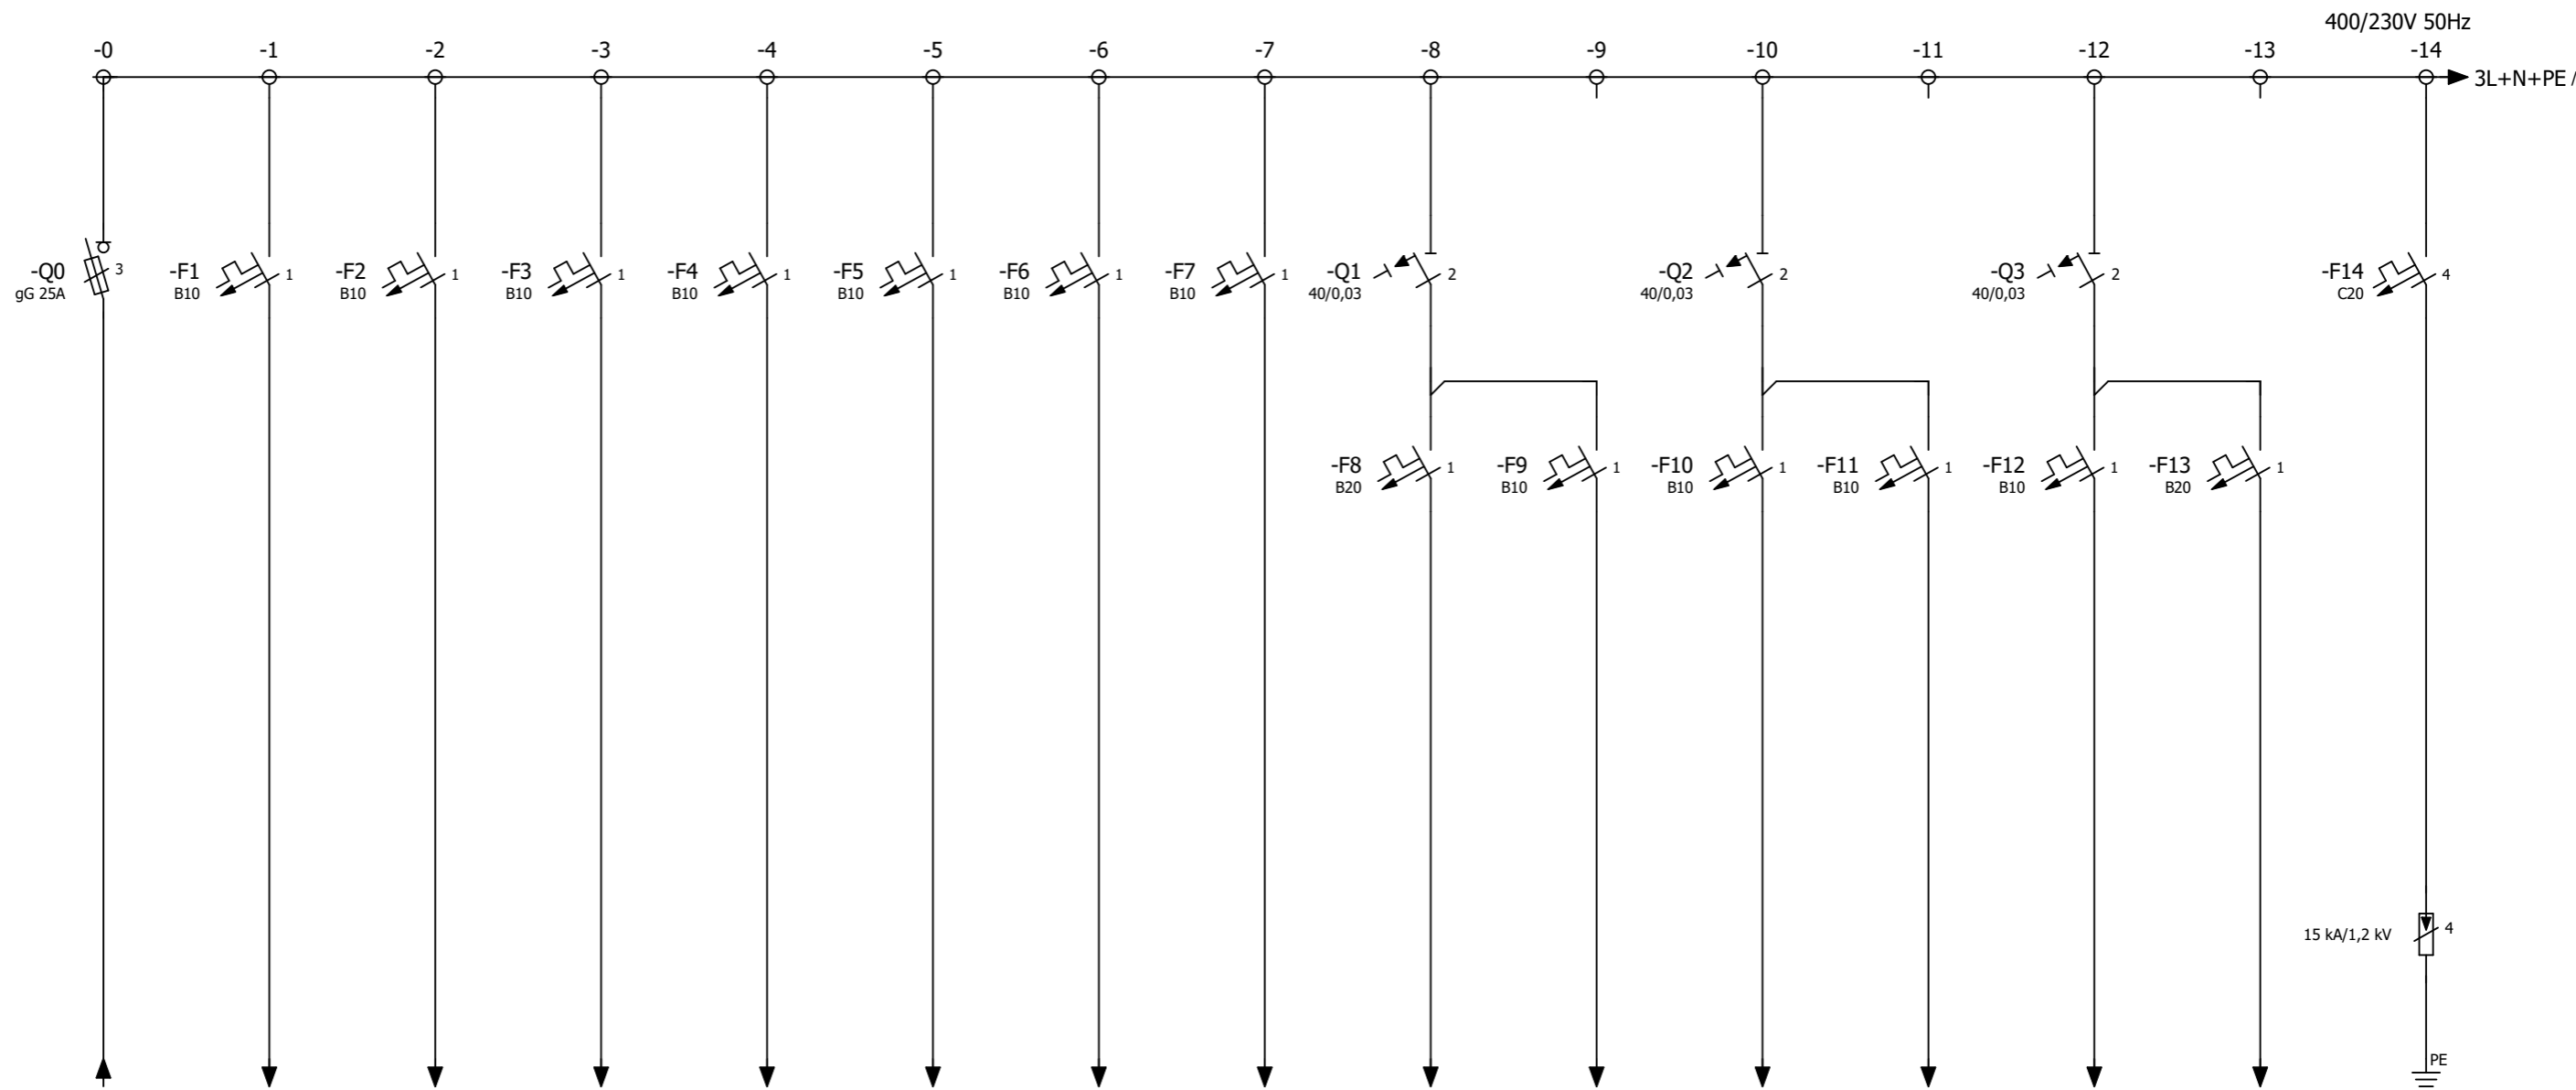 400/230V 50Hz
-0 -1 -2 -3 -4 -5 -6 -7 -8 -9 -10 -11 -12 -13 -14
3L+N+PE /
-Q0 3 -F1 1 -F2 1 -F3 1 -F4 1 -F5 1 -F6 1 -F7 1 -Q1 2 -Q2 2 -Q3 2 -F14 4
gG 25A B10 B10 B10 B10 B10 B10 B10 40/0,03 40/0,03 40/0,03 C20
-F8 1 -F9 1 -F10 1 -F11 1 -F12 1 -F13 1
B20 B10 B10 B10 B10 B20
15 kA/1,2 kV 4
PE